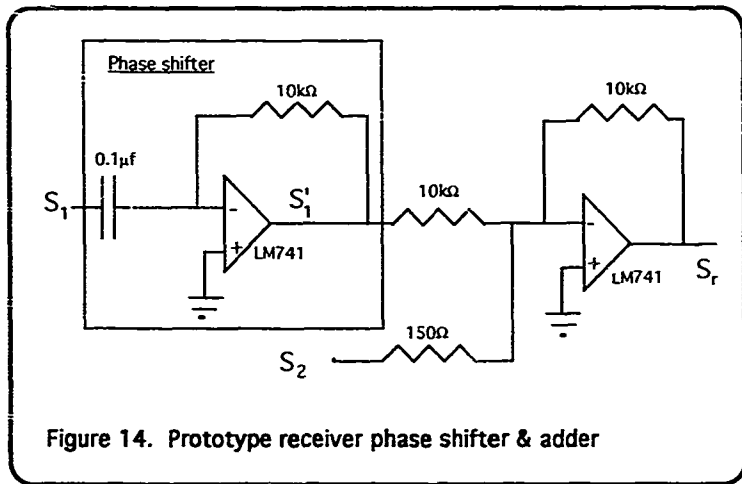 Phase shifter
10kΩ
10kΩ
0.1µf
S₁
S₁'
10kΩ
-
+
LM741
-
+
LM741
Sᵣ
150Ω
S₂
Figure 14. Prototype receiver phase shifter & adder